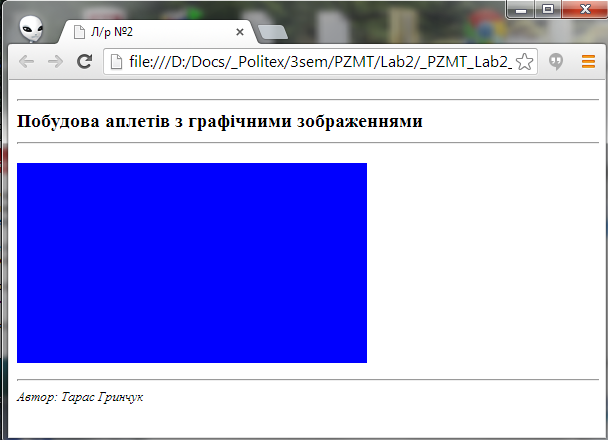 Л/р №2
file:///D:/Docs/_Politex/3sem/PZMT/Lab2/_PZMT_Lab2_
Побудова аплетів з графічними зображеннями
Автор: Тарас Гринчук